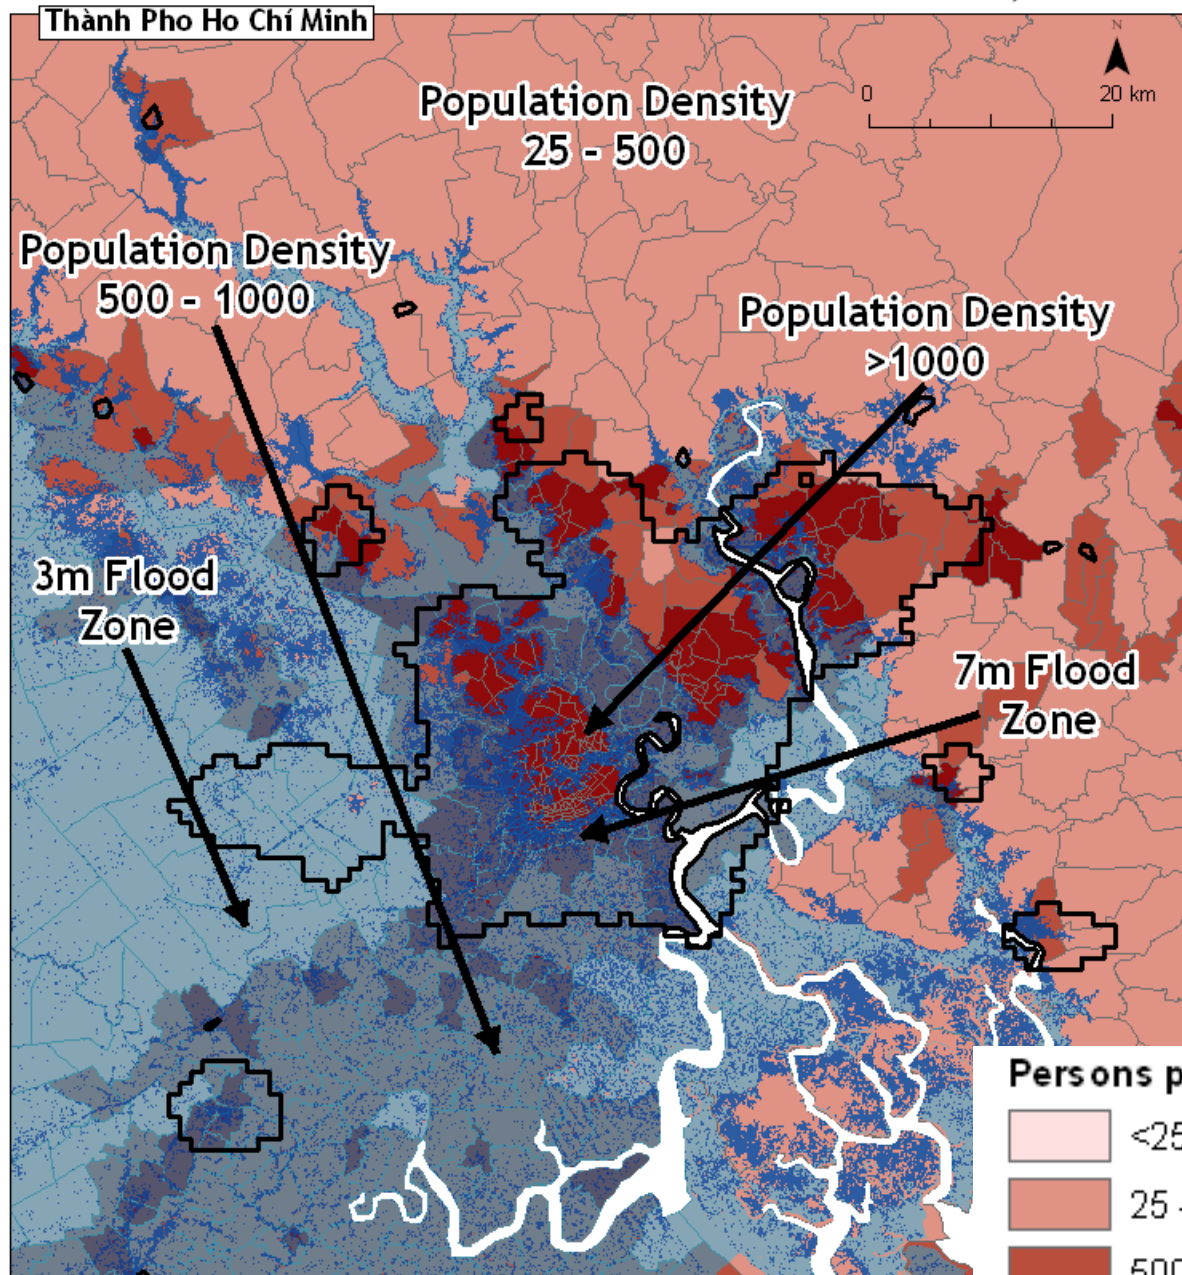 Thành Pho Ho Chí Minh
N
0 20 km
Population Density
25 - 500
Population Density
500 - 1000
Population Density
>1000
3m Flood
Zone
7m Flood
Zone
Persons p
<25
25 -
500